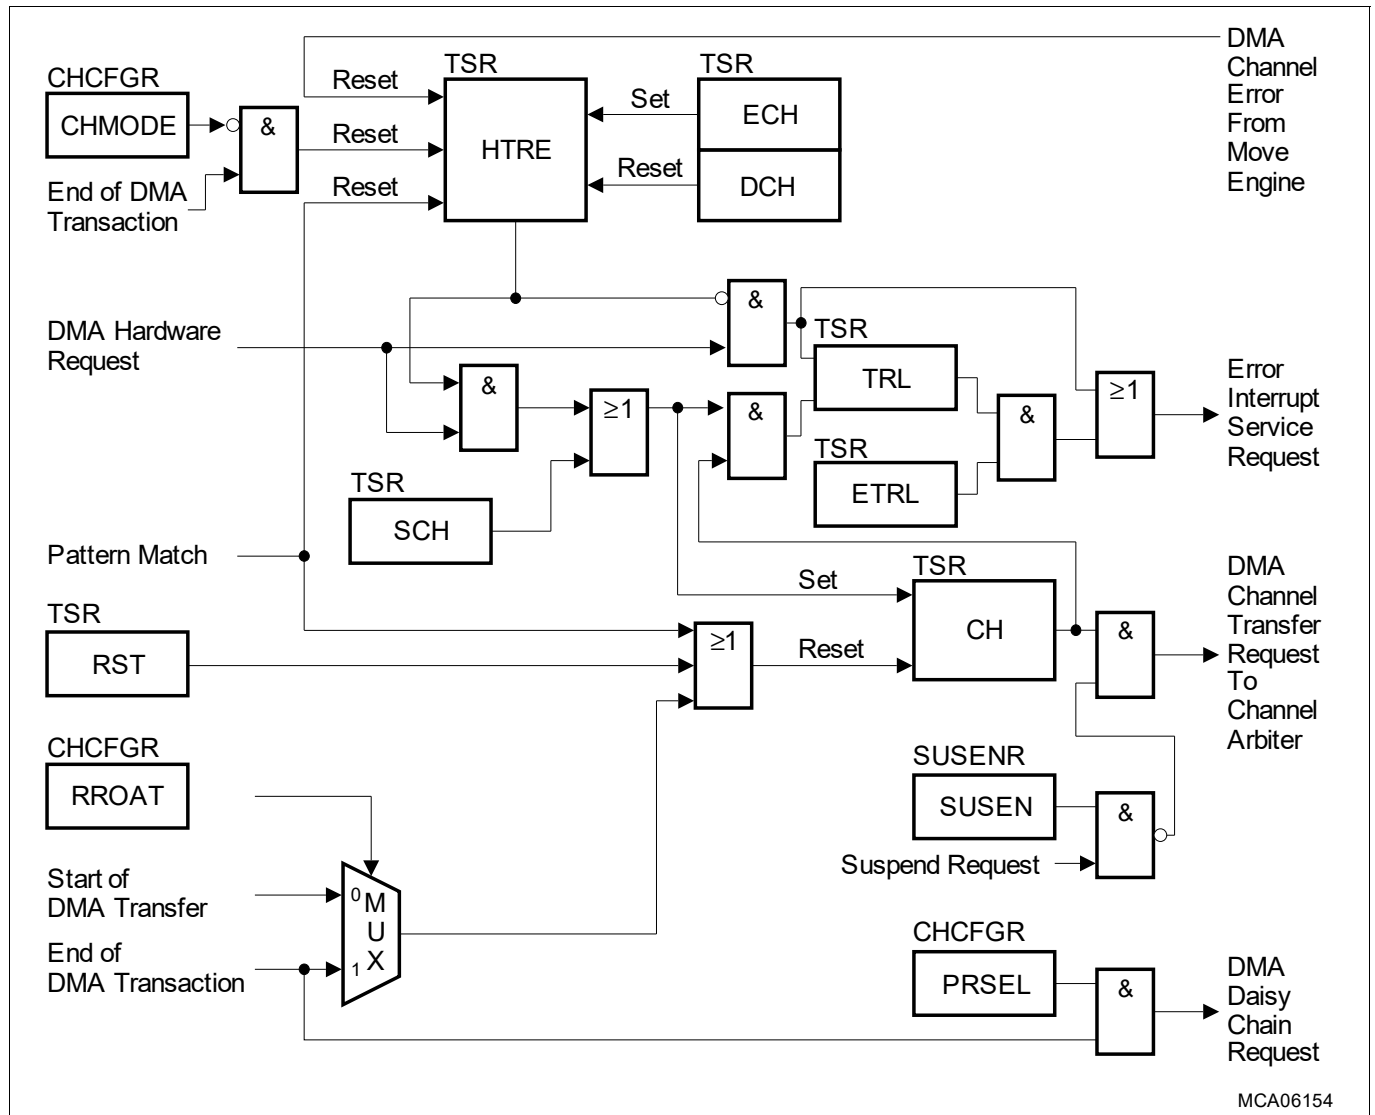 DMA
Channel
Error
From
Move
Engine
CHCFGR
CHMODE
&
End of DMA
Transaction
Reset
Reset
Reset
TSR
HTRE
Set
Reset
TSR
ECH
DCH
DMA Hardware
Request
&
TSR
TRL
&
≥1
&
TSR
ETRL
&
≥1
Error
Interrupt
Service
Request
TSR
SCH
Pattern Match
TSR
RST
≥1
Set
Reset
TSR
CH
&
DMA
Channel
Transfer
Request
To
Channel
Arbiter
CHCFGR
RROAT
SUSENR
SUSEN
&
Suspend Request
Start of
DMA Transfer
End of
DMA Transaction
0
1
M
U
X
CHCFGR
PRSEL
&
DMA
Daisy
Chain
Request
MCA06154